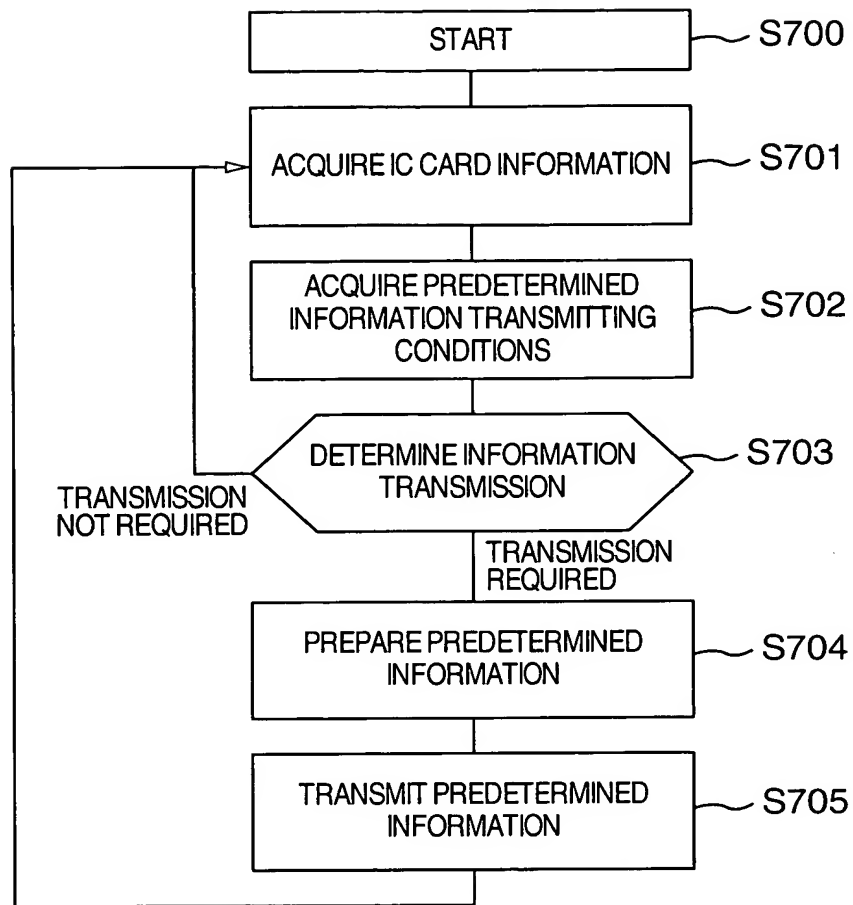 START
S700
ACQUIRE IC CARD INFORMATION
S701
ACQUIRE PREDETERMINED
INFORMATION TRANSMITTING
CONDITIONS
S702
DETERMINE INFORMATION
TRANSMISSION
S703
TRANSMISSION
NOT REQUIRED
TRANSMISSION
REQUIRED
PREPARE PREDETERMINED
INFORMATION
S704
TRANSMIT PREDETERMINED
INFORMATION
S705